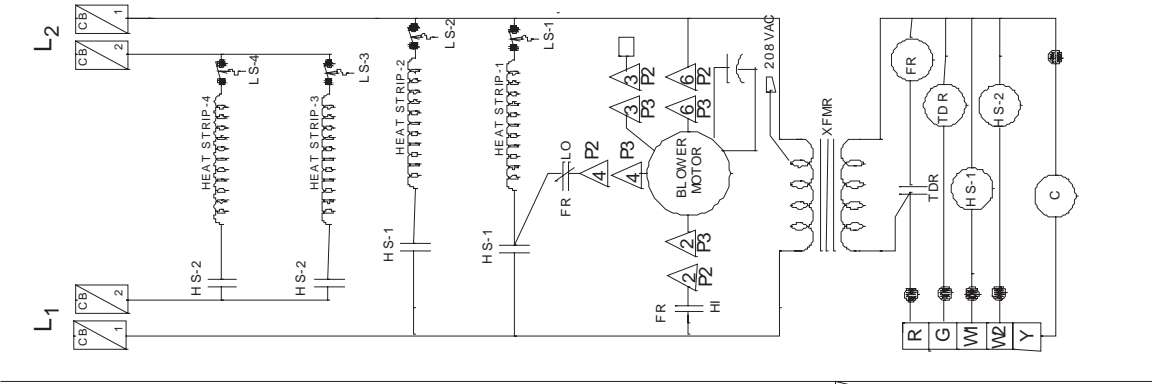 L2
CB 1
CB 2
L1
CB 2
CB 1
LS-4
HEAT STRIP-4
HS-2
LS-3
HEAT STRIP-3
HS-2
LS-2
HEAT STRIP-2
HS-1
LS-1
HEAT STRIP-1
HS-1
FR LO
4 P2
4 P3
3 P2
3 P3
6 P2
6 P3
BLOWER
MOTOR
2 P3
2 P2
FR HI
208VAC
XFMR
FR
TDR
TDR
HS-1
HS-2
C
R
G
W1
W2
Y